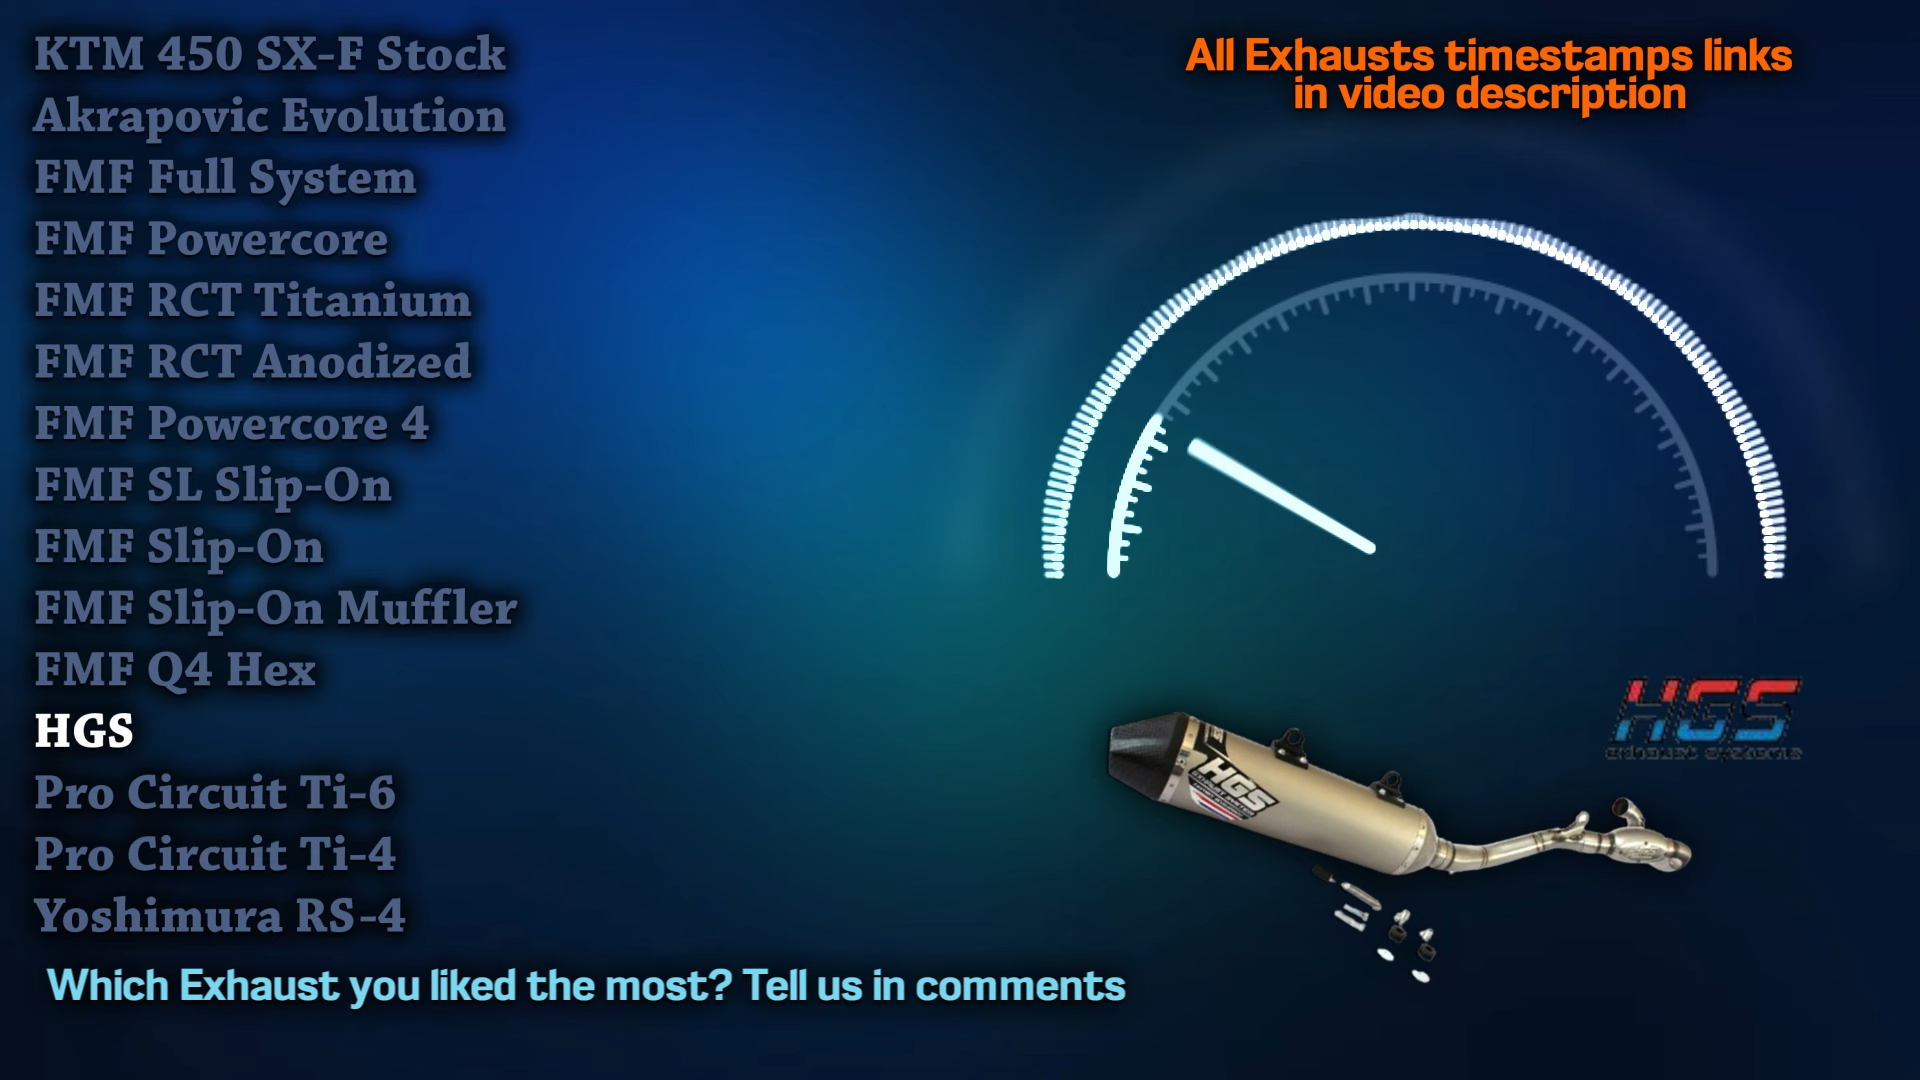 KTM 450 SX-F Stock
Akrapovic Evolution
FMF Full System
FMF Powercore
FMF RCT Titanium
FMF RCT Anodized
FMF Powercore 4
FMF SL Slip-On
FMF Slip-On
FMF Slip-On Muffler
FMF Q4 Hex
HGS
Pro Circuit Ti-6
Pro Circuit Ti-4
Yoshimura RS-4
Which Exhaust you liked the most? Tell us in comments
All Exhausts timestamps links
in video description
HGS
exhaust systems
HGS